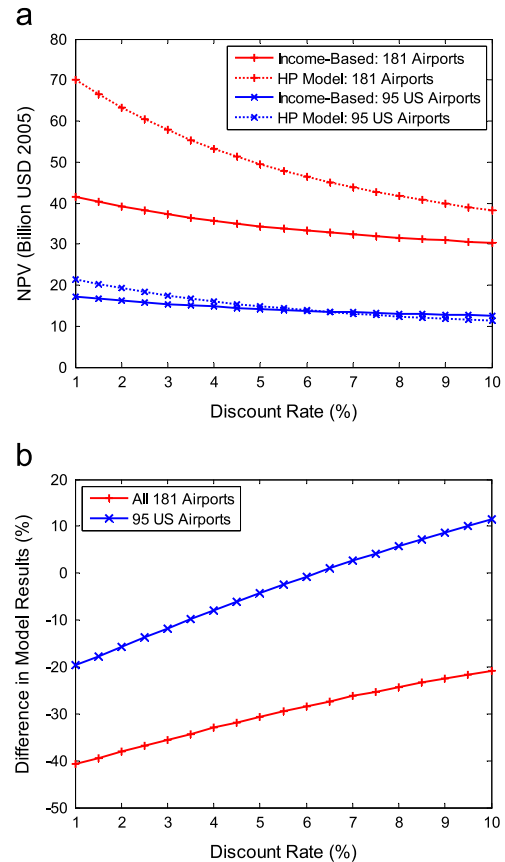 a
80
70
60
50
40
30
20
10
0
NPV (Billion USD 2005)
Income-Based: 181 Airports
HP Model: 181 Airports
Income-Based: 95 US Airports
HP Model: 95 US Airports
1 2 3 4 5 6 7 8 9 10
Discount Rate (%)
b
20
10
0
-10
-20
-30
-40
-50
Difference in Model Results (%)
All 181 Airports
95 US Airports
1 2 3 4 5 6 7 8 9 10
Discount Rate (%)